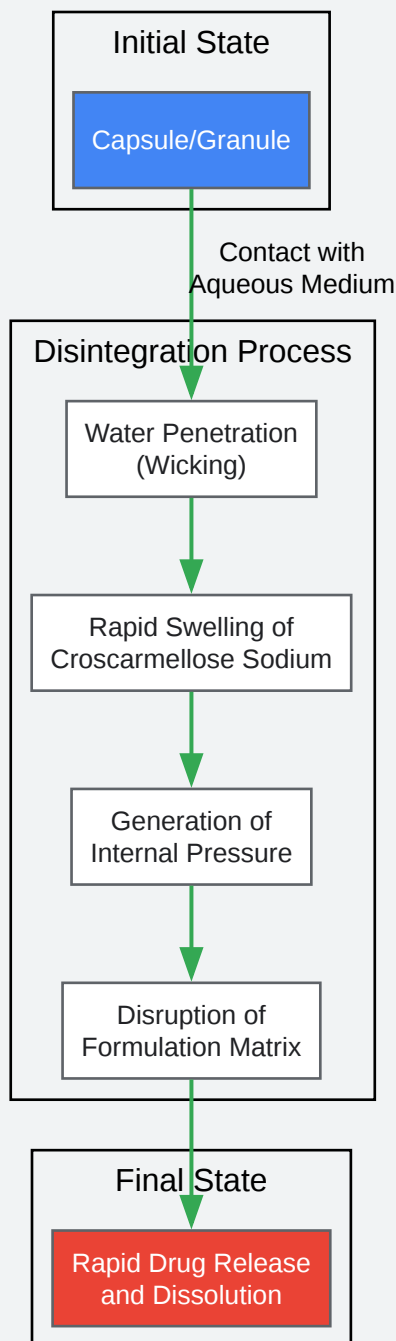 Initial State
Capsule/Granule
Contact with
Aqueous Medium
Disintegration Process
Water Penetration
(Wicking)
Rapid Swelling of
Croscarmellose Sodium
Generation of
Internal Pressure
Disruption of
Formulation Matrix
Final State
Rapid Drug Release
and Dissolution